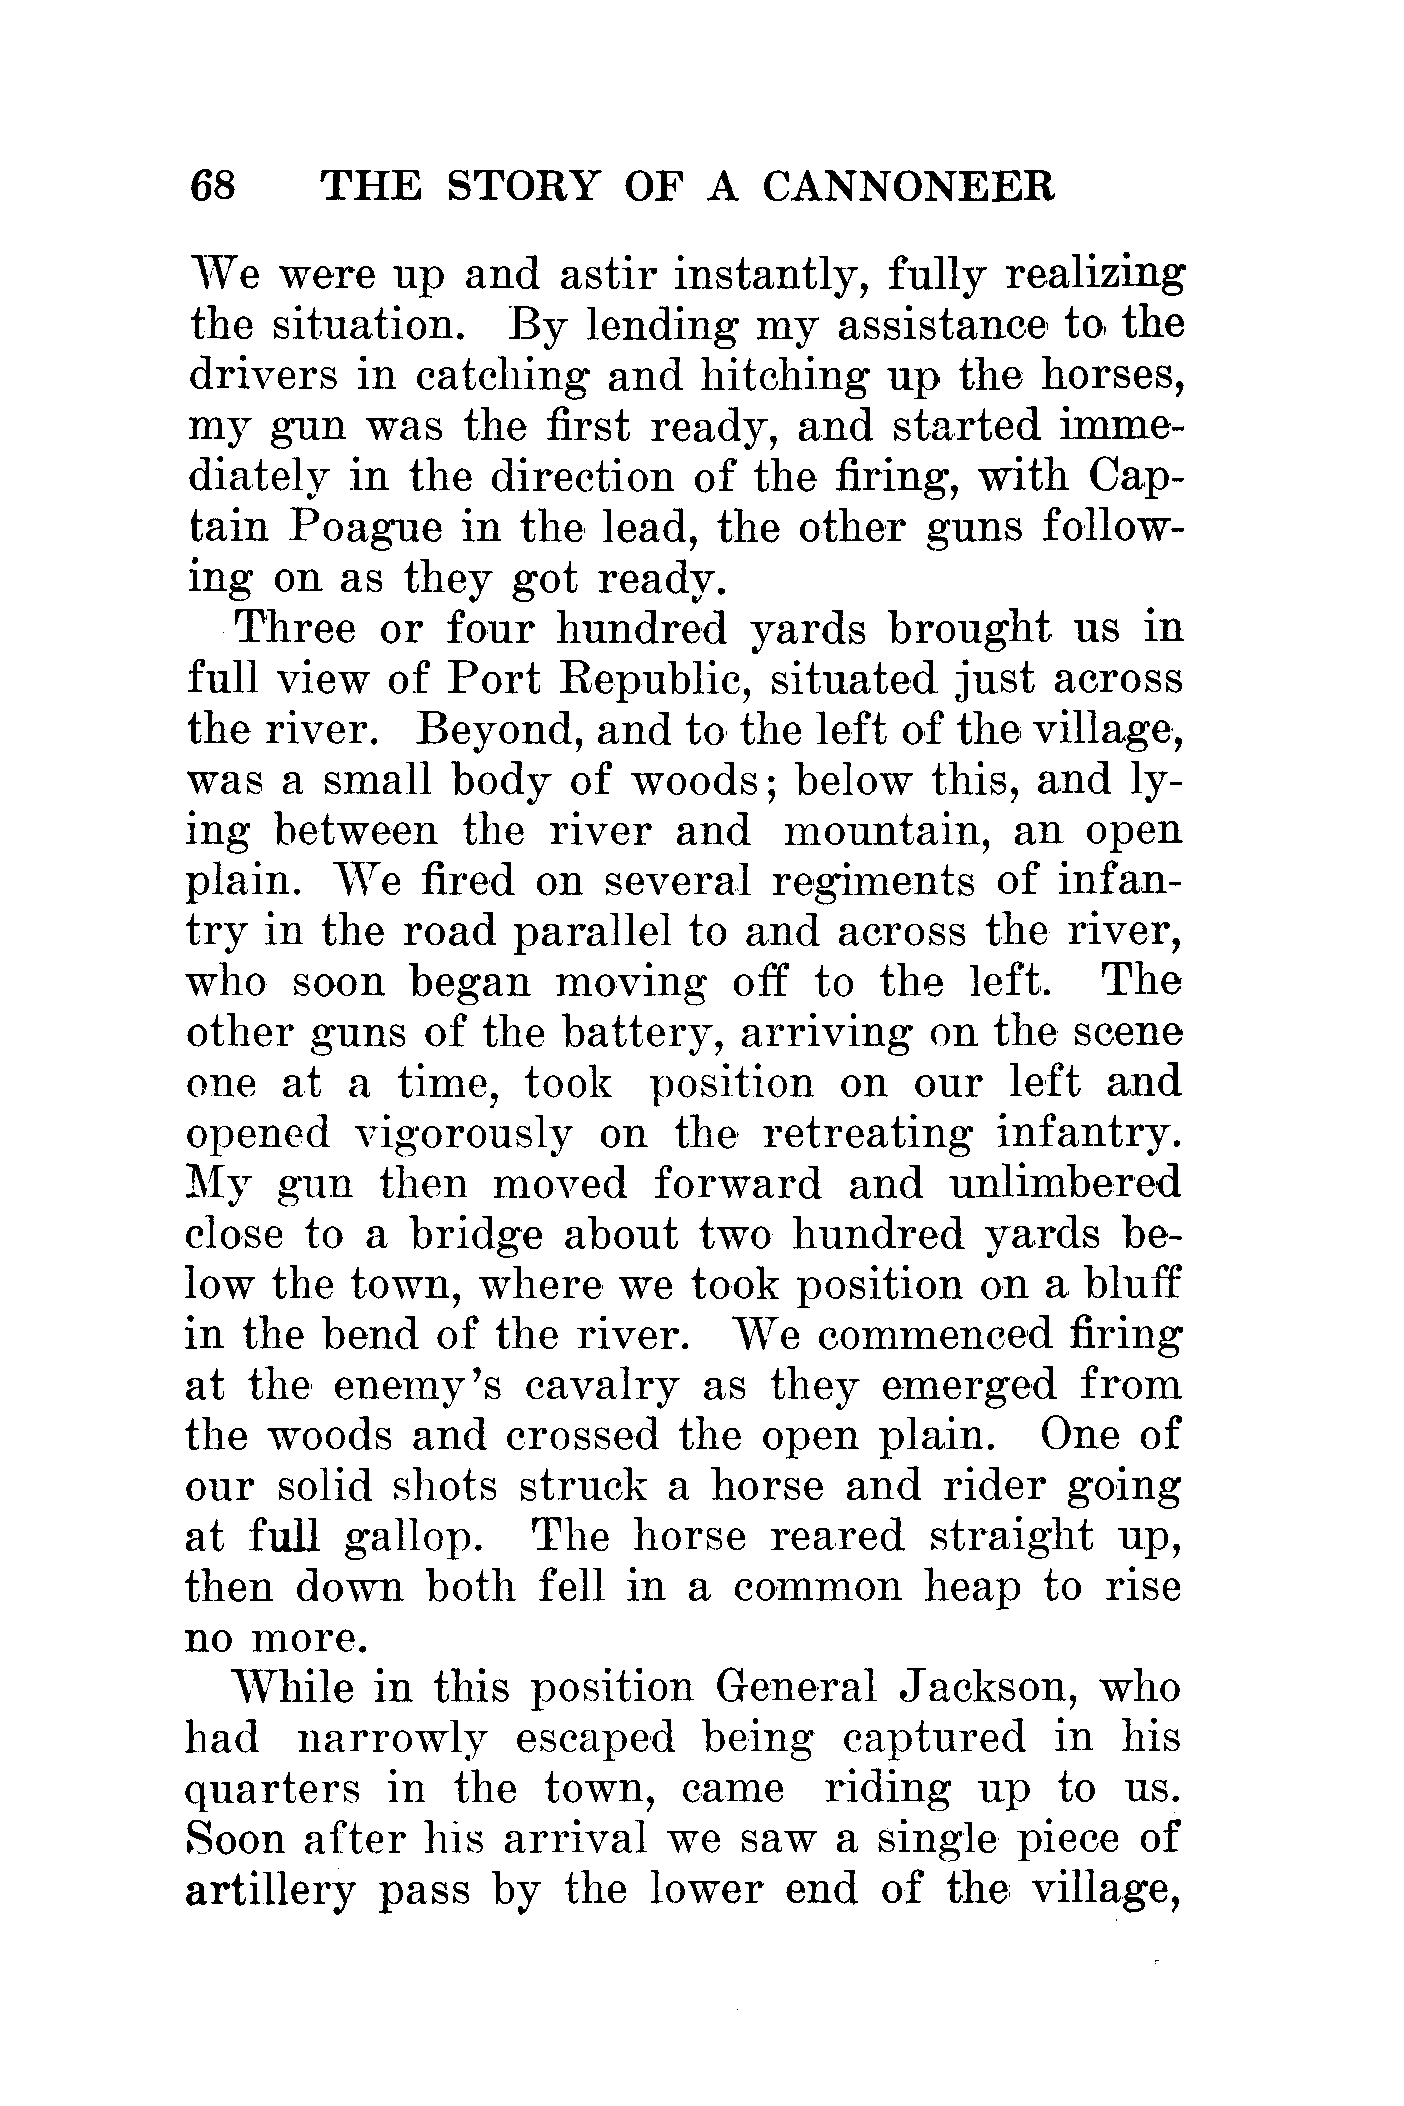 68 THE STORY OF A CANNONEER
We were up and astir instantly, fully realizing
the situation. By lending my assistance to the
drivers in catching and hitching up the horses,
my gun was the first ready, and started imme-
diately in the direction of the firing, with Cap-
tain Poague in the lead, the other guns follow-
ing on as they got ready.
Three or four hundred yards brought us in
full view of Port Republic, situated just across
the river. Beyond, and to the left of the village,
was a small body of woods; below this, and ly-
ing between the river and mountain, an open
plain. We fired on several regiments of infan-
try in the road parallel to and across the river,
who soon began moving off to the left. The
other guns of the battery, arriving on the scene
one at a time, took position on our left and
opened vigorously on the retreating infantry.
My gun then moved forward and unlimbered
close to a bridge about two hundred yards be-
low the town, where we took position on a bluff
in the bend of the river. We commenced firing
at the enemy's cavalry as they emerged from
the woods and crossed the open plain. One of
our solid shots struck a horse and rider going
at full gallop. The horse reared straight up,
then down both fell in a common heap to rise
no more.
While in this position General Jackson, who
had narrowly escaped being captured in his
quarters in the town, came riding up to us.
Soon after his arrival we saw a single piece of
artillery pass by the lower end of the village,